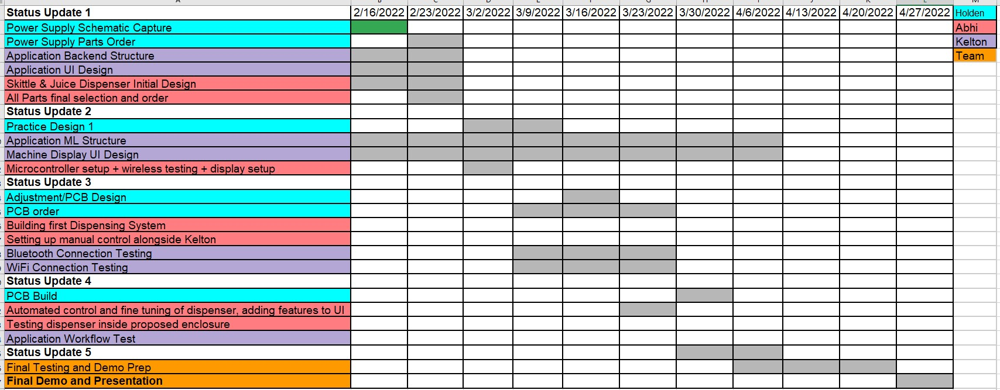 Status Update 1 2/16/2022 2/23/2022 3/2/2022 3/9/2022 3/16/2022 3/23/2022 3/30/2022 4/6/2022 4/13/2022 4/20/2022 4/27/2022 Holden
Power Supply Schematic Capture Abhi
Power Supply Parts Order Kelton
Application Backend Structure Team
Application UI Design
Skittle & Juice Dispenser Initial Design
All Parts final selection and order
Status Update 2
Practice Design 1
Application ML Structure
Machine Display UI Design
Microcontroller setup + wireless testing + display setup
Status Update 3
Adjustment/PCB Design
PCB order
Building first Dispensing System
Setting up manual control alongside Kelton
Bluetooth Connection Testing
WiFi Connection Testing
Status Update 4
PCB Build
Automated control and fine tuning of dispenser, adding features to UI
Testing dispenser inside proposed enclosure
Application Workflow Test
Status Update 5
Final Testing and Demo Prep
Final Demo and Presentation